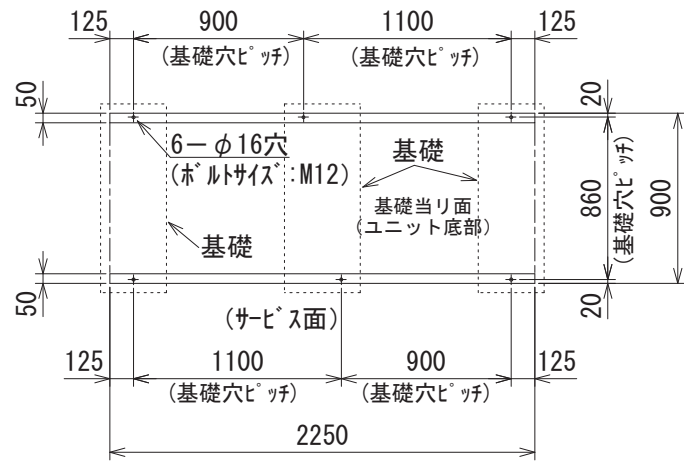 125 900 1100 125
(基礎穴ピッチ) (基礎穴ピッチ)
50 20
6-φ16穴
(ボルトサイズ:M12)
基礎
基礎当り面
(ユニット底部)
860
(基礎穴ピッチ)
900
基礎
50 20
(サービス面)
125 1100 900 125
(基礎穴ピッチ) (基礎穴ピッチ)
2250